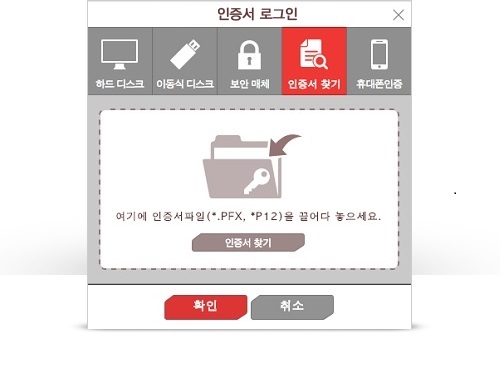 인증서 로그인
하드 디스크 이동식 디스크 보안 매체 인증서 찾기 휴대폰인증
여기에 인증서파일(*.PFX, *P12)을 끌어다 놓으세요.
인증서 찾기
확인 취소